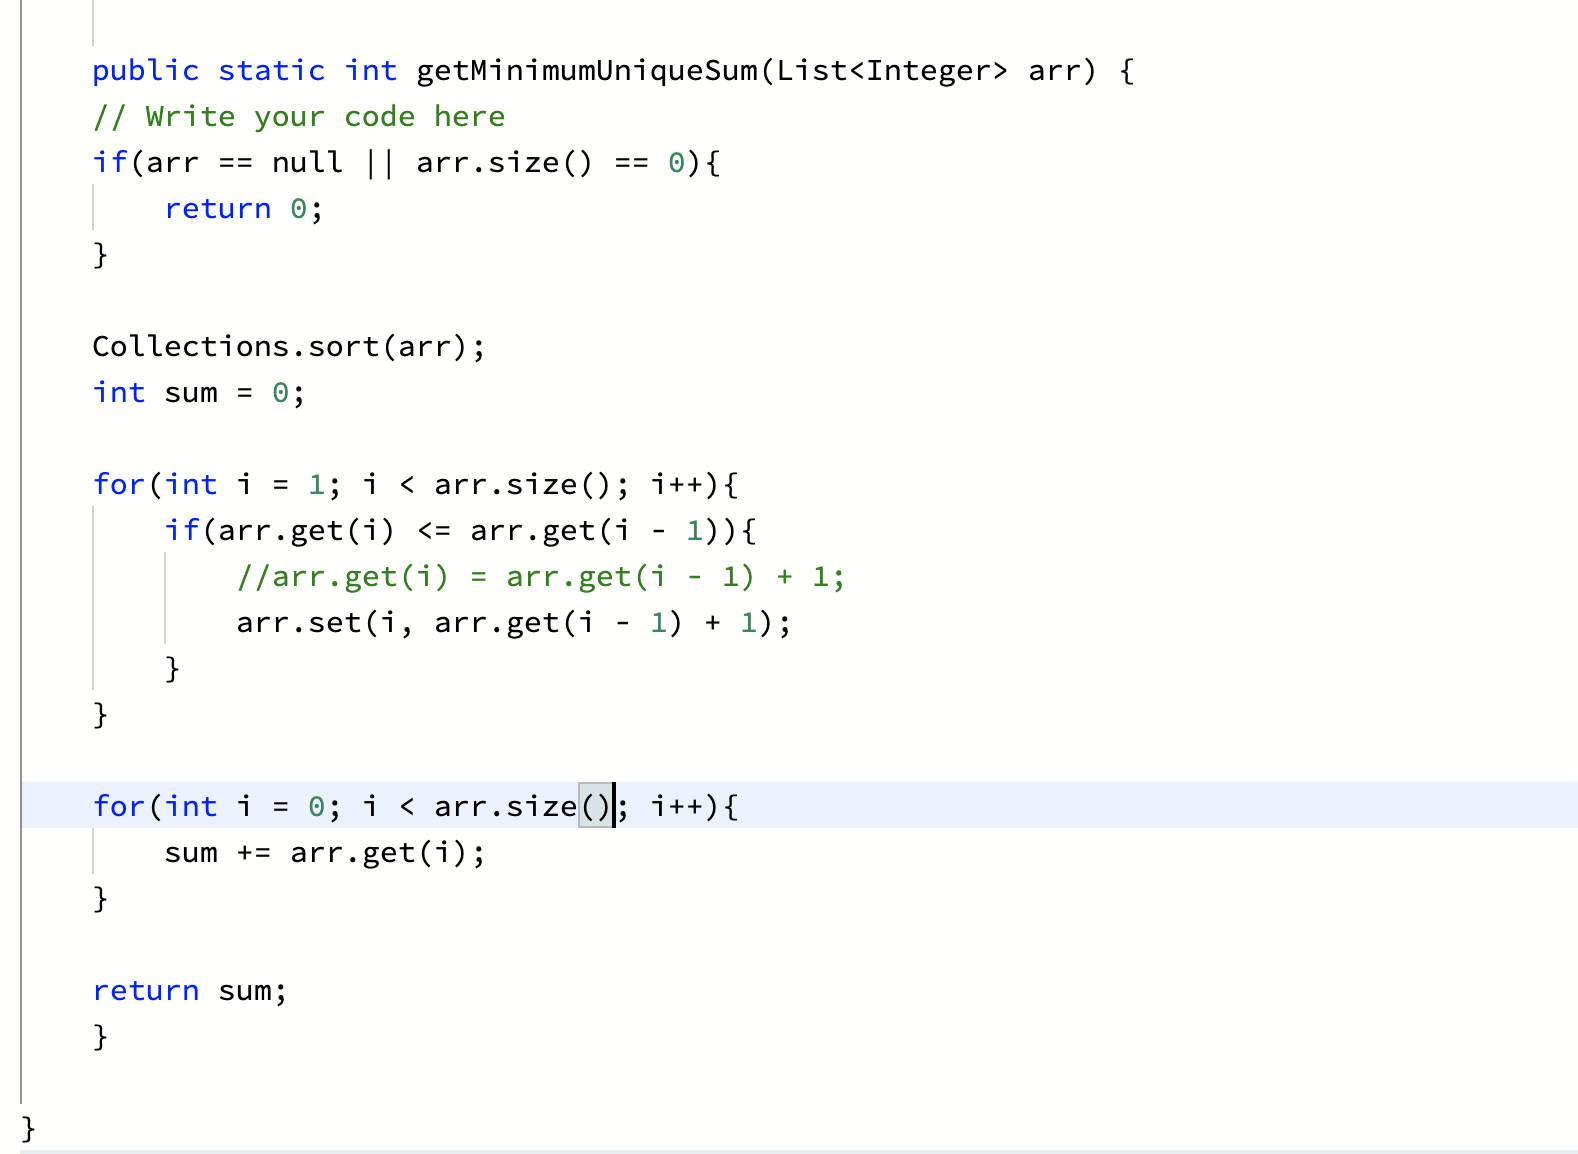 public static int getMinimumUniqueSum(List<Integer> arr) {
// Write your code here
if(arr == null || arr.size() == 0){
return 0;
}
Collections.sort(arr);
int sum = 0;
for(int i = 1; i < arr.size(); i++){
if(arr.get(i) <= arr.get(i - 1)){
//arr.get(i) = arr.get(i - 1) + 1;
arr.set(i, arr.get(i - 1) + 1);
}
}
for(int i = 0; i < arr.size(); i++){
sum += arr.get(i);
}
return sum;
}
}